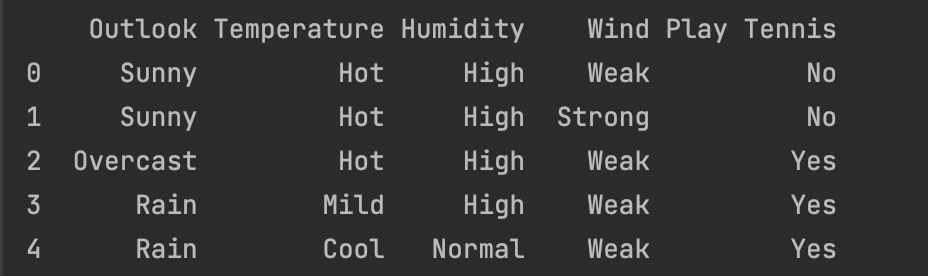 Outlook Temperature Humidity Wind Play Tennis
0 Sunny Hot High Weak No
1 Sunny Hot High Strong No
2 Overcast Hot High Weak Yes
3 Rain Mild High Weak Yes
4 Rain Cool Normal Weak Yes